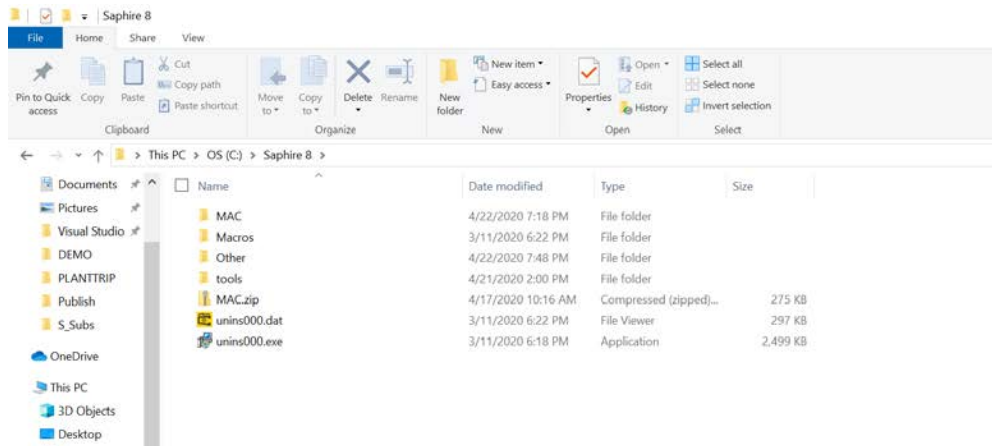 Saphire 8
File Home Share View
Pin to Quick access
Copy
Paste
Cut
Copy path
Paste shortcut
Move to
Copy to
Delete
Rename
New folder
New item
Easy access
Properties
Open
Edit
History
Select all
Select none
Invert selection
Clipboard Organize New Open Select
This PC > OS (C:) > Saphire 8 >
Documents
Pictures
Visual Studio
DEMO
PLANTTRIP
Publish
S_Subs
OneDrive
This PC
3D Objects
Desktop
Name Date modified Type Size
MAC 4/22/2020 7:18 PM File folder
Macros 3/11/2020 6:22 PM File folder
Other 4/22/2020 7:48 PM File folder
tools 4/21/2020 2:00 PM File folder
MAC.zip 4/17/2020 10:16 AM Compressed (zipped)... 275 KB
unins000.dat 3/11/2020 6:22 PM File Viewer 297 KB
unins000.exe 3/11/2020 6:18 PM Application 2,499 KB